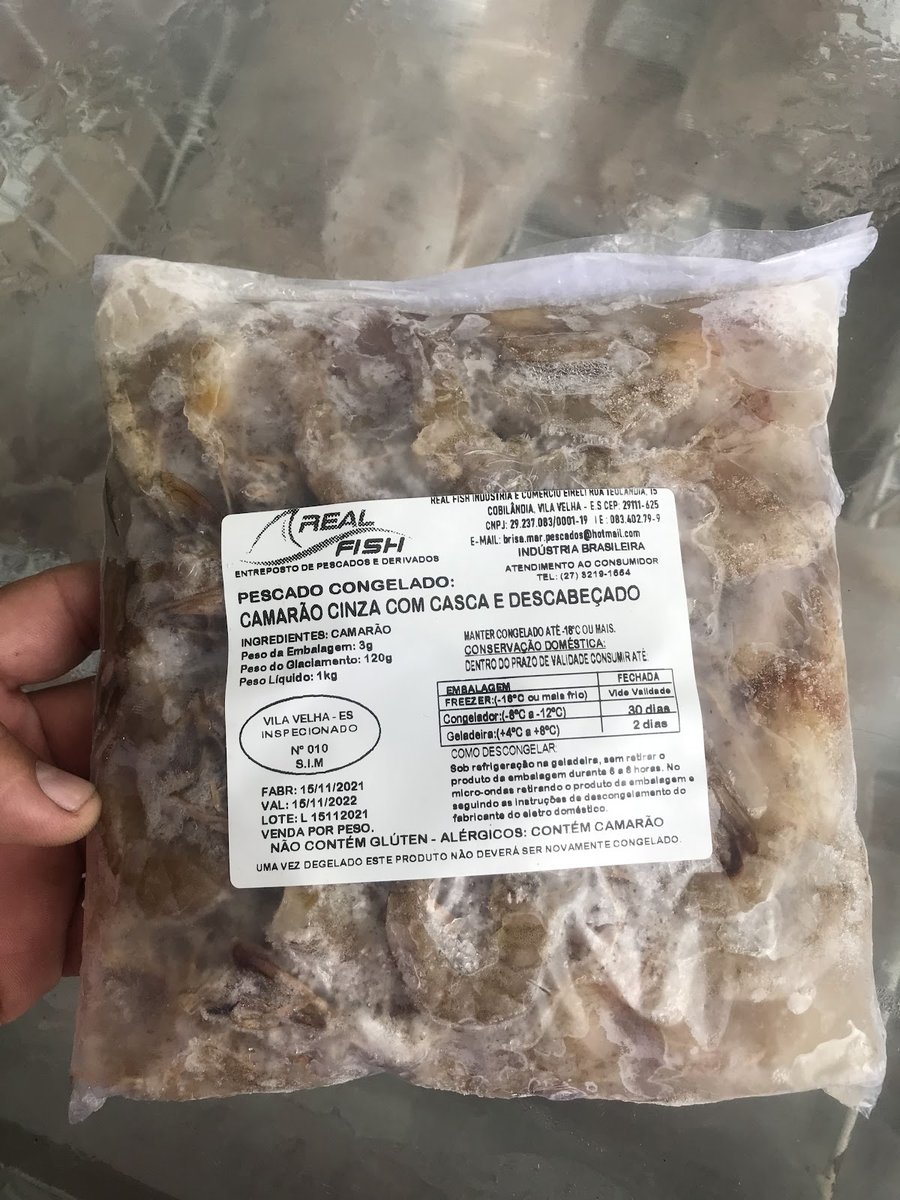 REAL
FISH
ENTREPOSTO DE PESCADOS E DERIVADOS
REAL FISH INDUSTRIA E COMERCIO EIRELI RUA TEOLANDIA, 15
COBILÂNDIA, VILA VELHA - E.S CEP: 29111-625
CNPJ: 29.237.083/0001-19 IE: 083.402.79-9
E-MAIL: brisa.mar.pescados@hotmail.com
INDÚSTRIA BRASILEIRA
ATENDIMENTO AO CONSUMIDOR
TEL: (27) 3219-1664
PESCADO CONGELADO:
CAMARÃO CINZA COM CASCA E DESCABEÇADO
INGREDIENTES: CAMARÃO
Peso da Embalagem: 3g
Peso do Glaciamento: 120g
Peso Líquido: 1kg
VILA VELHA - ES
INSPECIONADO
Nº 010
S.I.M
FABR: 15/11/2021
VAL: 15/11/2022
LOTE: L 15112021
VENDA POR PESO.
MANTER CONGELADO ATÉ -18°C OU MAIS.
CONSERVAÇÃO DOMÉSTICA:
DENTRO DO PRAZO DE VALIDADE CONSUMIR ATÉ:
EMBALAGEM FECHADA
FREEZER:(-18°C ou mais frio) Vide Validade
Congelador:(-8°C a -12°C) 30 dias
Geladeira:(+4°C a +8°C) 2 dias
COMO DESCONGELAR:
Sob refrigeração na geladeira, sem retirar o
produto da embalagem durante 6 a 8 horas. No
micro-ondas retirando o produto da embalagem e
seguindo as instruções de descongelamento do
fabricante do eletro doméstico.
NÃO CONTÉM GLÚTEN - ALÉRGICOS: CONTÉM CAMARÃO
UMA VEZ DEGELADO ESTE PRODUTO NÃO DEVERÁ SER NOVAMENTE CONGELADO.